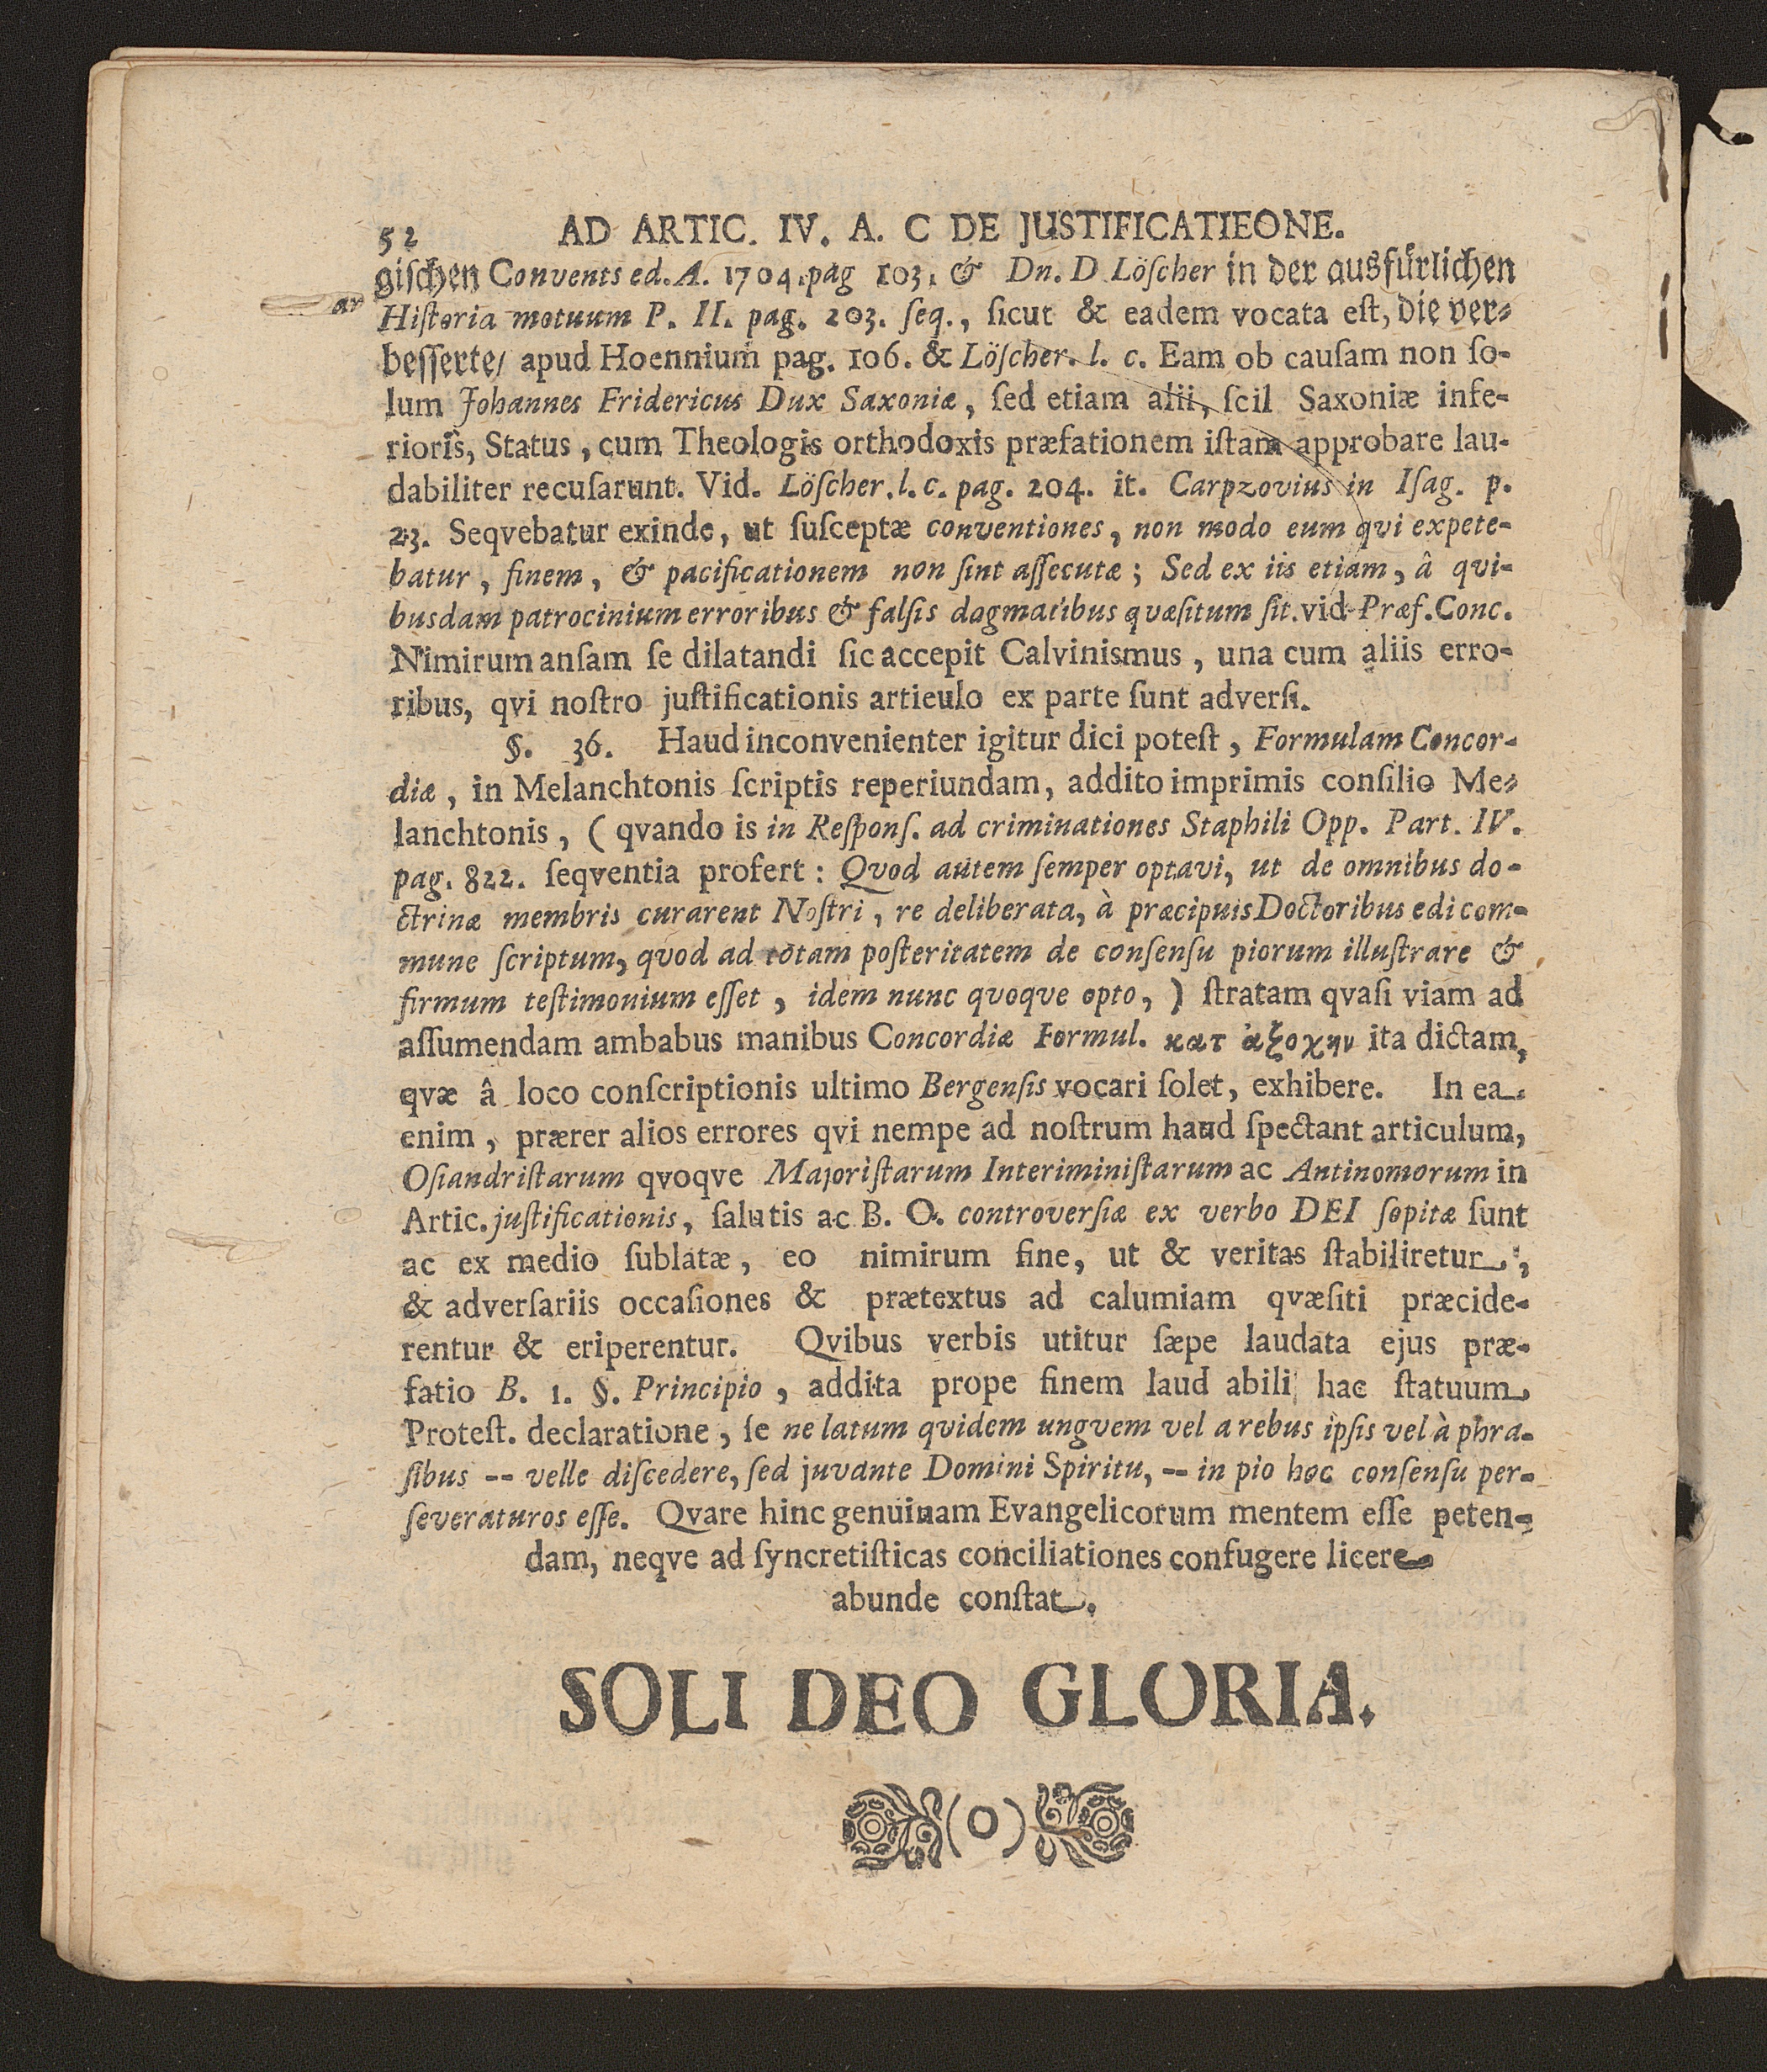 52 AD ARTIC. IV. A. C DE JUSTIFICATIEONE.
giſchen Convents ed. A. 1704. pag 103. & Dn. D Löſcher in der ausfürlichen
Hiſtoria motuum P. II. pag. 203. ſeq., ſicut & eadem vocata eſt, die ver-
beſſerte/ apud Hoennium pag. 106. & Löſcher. l. c. Eam ob cauſam non ſo-
lum Johannes Fridericus Dux Saxoniæ, ſed etiam alii, ſcil Saxoniæ infe-
rioris, Status, cum Theologis orthodoxis præfationem iſtam approbare lau-
dabiliter recuſarunt. Vid. Löſcher. l. c. pag. 204. it. Carpzovius in Iſag. p.
23. Seqvebatur exinde, ut ſuſceptæ conventiones, non modo eum qvi expete-
batur, finem, & pacificationem non ſint aſſecutæ; Sed ex iis etiam, â qvi-
busdam patrocinium erroribus & falſis dogmatibus qvæſitum ſit. vid Præf. Conc.
Nimirum anſam ſe dilatandi ſic accepit Calvinismus, una cum aliis erro-
ribus, qvi noſtro juſtificationis artieulo ex parte ſunt adverſi.
§. 36. Haud inconvenienter igitur dici poteſt, Formulam Concor-
diæ, in Melanchtonis ſcriptis reperiundam, addito imprimis conſilio Me-
lanchtonis, (qvando is in Reſponſ. ad criminationes Staphili Opp. Part. IV.
pag. 822. ſeqventia profert: Qvod autem ſemper optavi, ut de omnibus do-
ctrinæ membris curarent Noſtri, re deliberata, à præcipuis Doctoribus edi com-
mune ſcriptum, qvod ad totam poſteritatem de conſenſu piorum illuſtrare &
firmum teſtimonium eſſet, idem nunc qvoqve opto,) ſtratam qvaſi viam ad
aſſumendam ambabus manibus Concordiæ Formul. κατ ἀξοχην ita dictam,
qvæ â loco conſcriptionis ultimo Bergenſis vocari ſolet, exhibere. In ea
enim, prærer alios errores qvi nempe ad noſtrum haud ſpectant articulum,
Oſiandriſtarum qvoqve Majoriſtarum Interiminiſtarum ac Antinomorum in
Artic. juſtificationis, ſalutis ac B. O. controverſiæ ex verbo DEI ſopitæ ſunt
ac ex medio ſublatæ, eo nimirum fine, ut & veritas ſtabiliretur,
& adverſariis occaſiones & prætextus ad calumiam qvæſiti præcide-
rentur & eriperentur. Qvibus verbis utitur ſæpe laudata ejus præ-
fatio B. 1. §. Principio, addita prope finem laud abili hac ſtatuum
Proteſt. declaratione, ſe ne latum qvidem ungvem vel a rebus ipſis vel à phra-
ſibus -- velle diſcedere, ſed juvante Domini Spiritu, -- in pio hoc conſenſu per-
ſeveraturos eſſe. Qvare hinc genuinam Evangelicorum mentem eſſe peten-
dam, neqve ad ſyncretiſticas conciliationes confugere licere
abunde conſtat.
SOLI DEO GLORIA.
(O)